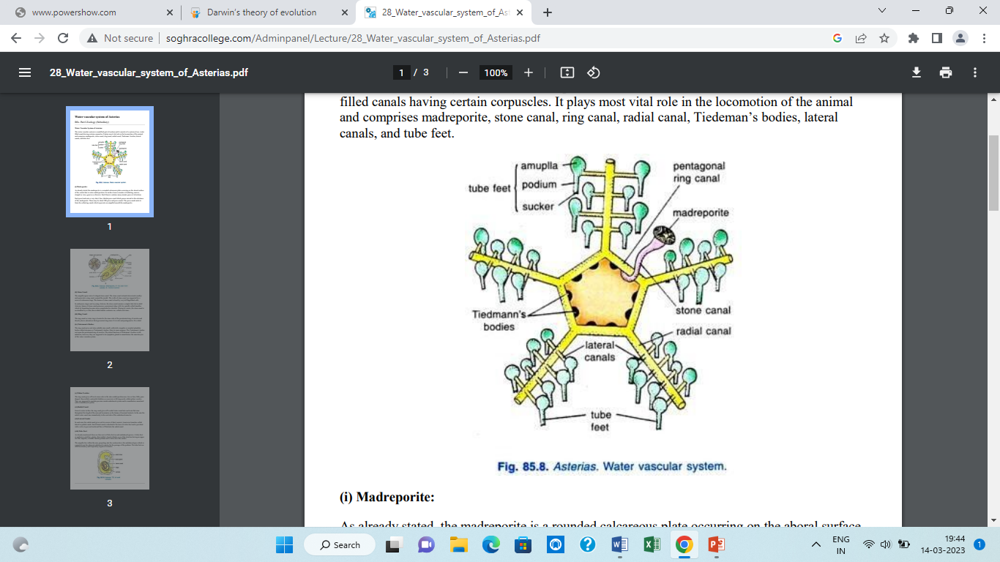 www.powershow.com
Darwin's theory of evolution
28_Water_vascular_system_of_As
Not secure
soghracollege.com/Adminpanel/Lecture/28_Water_vascular_system_of_Asterias.pdf
28_Water_vascular_system_of_Asterias.pdf
1 / 3
100%
filled canals having certain corpuscles. It plays most vital role in the locomotion of the animal
and comprises madreporite, stone canal, ring canal, radial canal, Tiedeman's bodies, lateral
canals, and tube feet.
tube feet
amuplla
podium
sucker
pentagonal
ring canal
madreporite
Tiedmann's
bodies
stone canal
radial canal
lateral
canals
tube
feet
Fig. 85.8. Asterias. Water vascular system.
(i) Madreporite:
As already stated, the madreporite is a rounded calcareous plate occurring on the aboral surface
1
2
3
Search
ENG
IN
19:44
14-03-2023
1